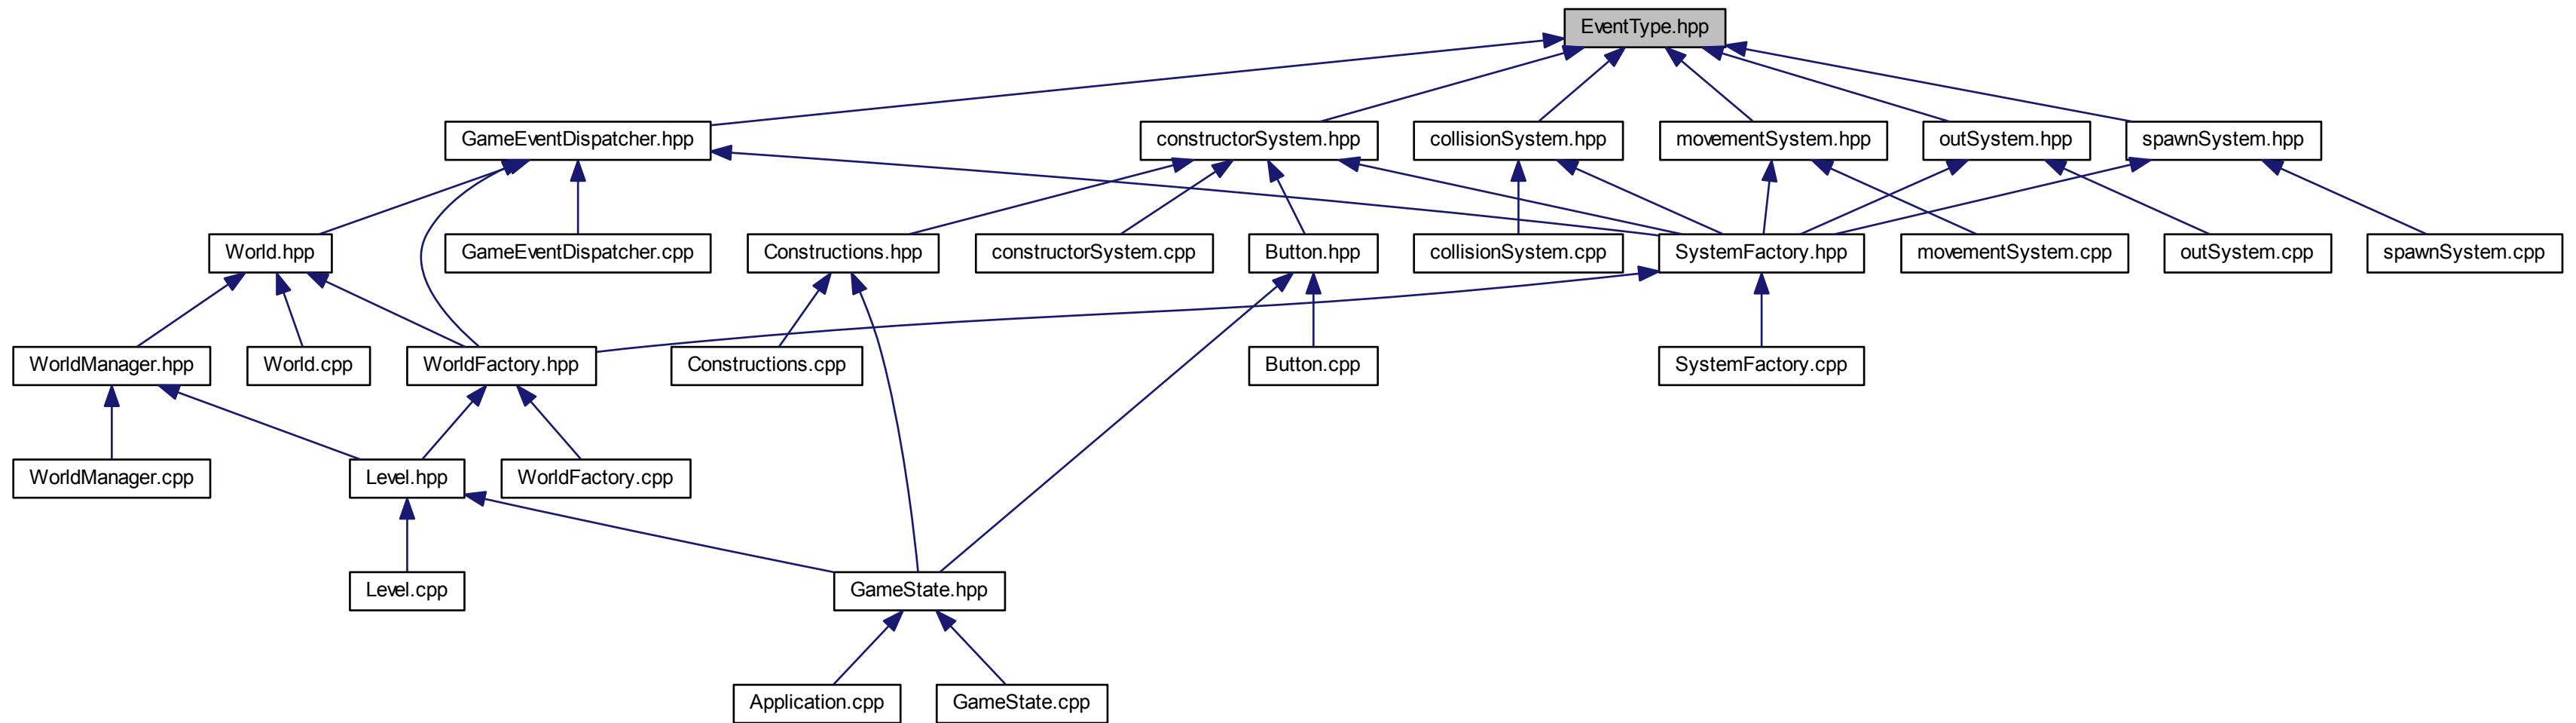 EventType.hpp
GameEventDispatcher.hpp
constructorSystem.hpp
collisionSystem.hpp
movementSystem.hpp
outSystem.hpp
spawnSystem.hpp
World.hpp
GameEventDispatcher.cpp
Constructions.hpp
constructorSystem.cpp
Button.hpp
collisionSystem.cpp
SystemFactory.hpp
movementSystem.cpp
outSystem.cpp
spawnSystem.cpp
WorldManager.hpp
World.cpp
WorldFactory.hpp
Constructions.cpp
Button.cpp
SystemFactory.cpp
WorldManager.cpp
Level.hpp
WorldFactory.cpp
Level.cpp
GameState.hpp
Application.cpp
GameState.cpp